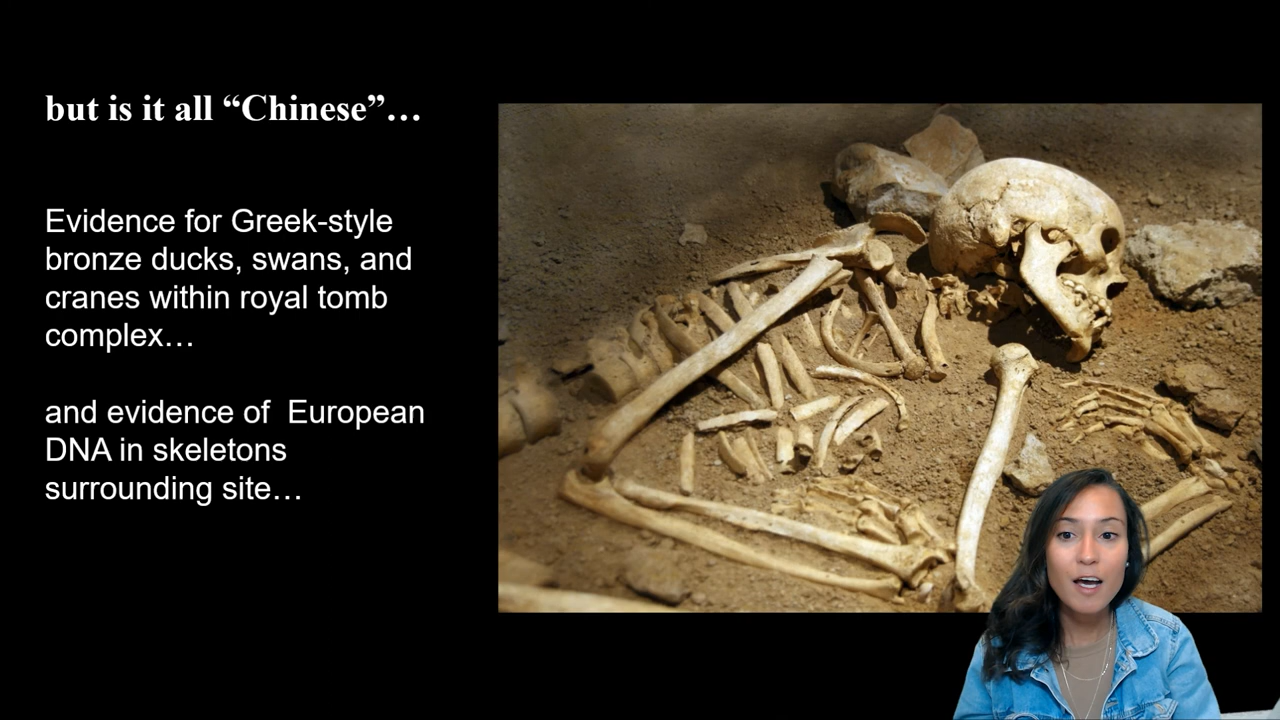 but is it all “Chinese”…
Evidence for Greek-style
bronze ducks, swans, and
cranes within royal tomb
complex…
and evidence of  European
DNA in skeletons
surrounding site…